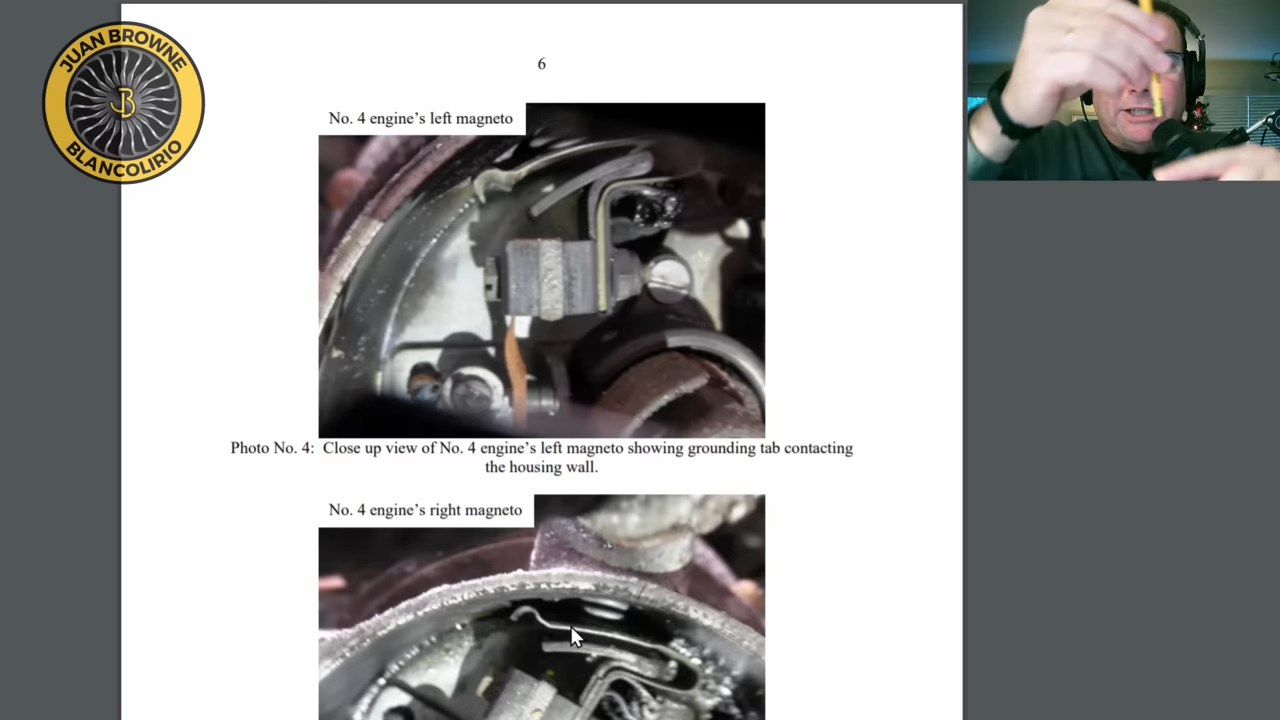 JUAN BROWNE
JB
BLANCOLIRIO
6
No. 4 engine's left magneto
Photo No. 4: Close up view of No. 4 engine's left magneto showing grounding tab contacting
the housing wall.
No. 4 engine's right magneto